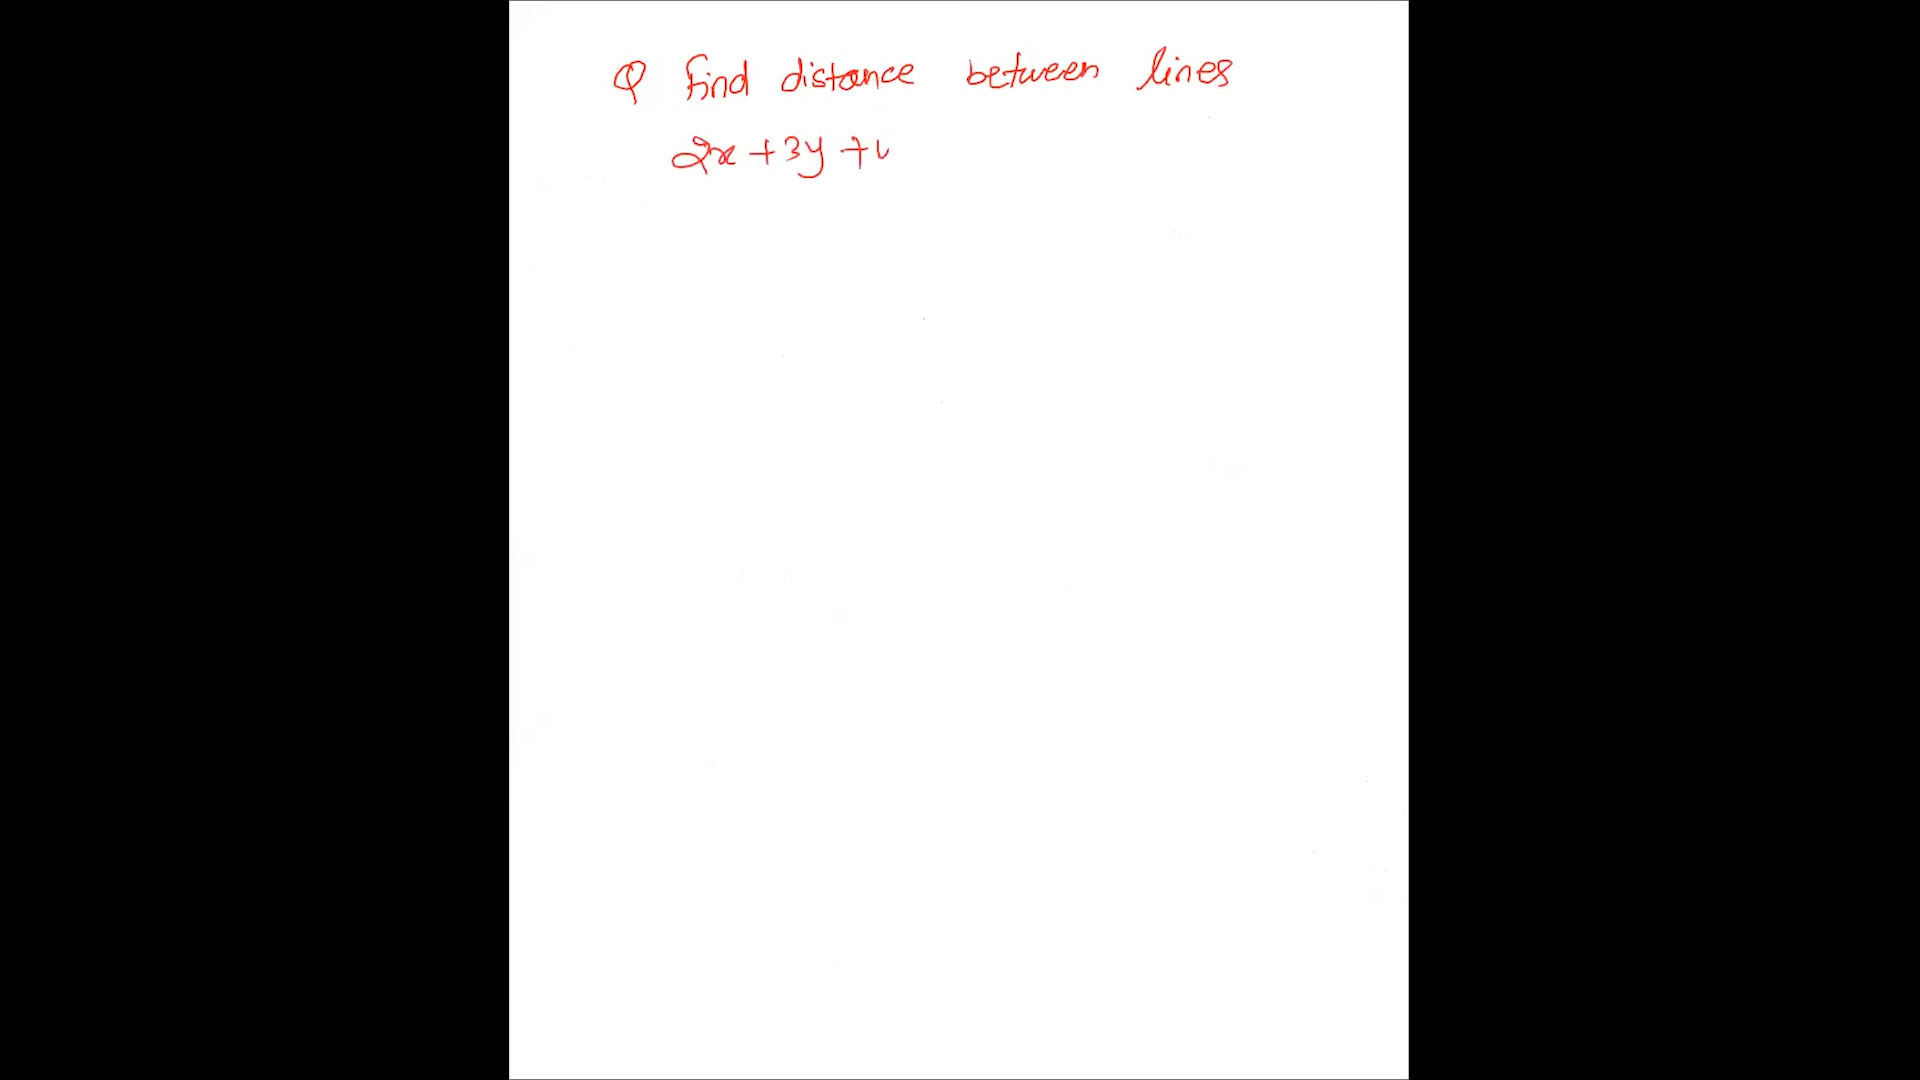 Q Find distance between lines
2x + 3y +